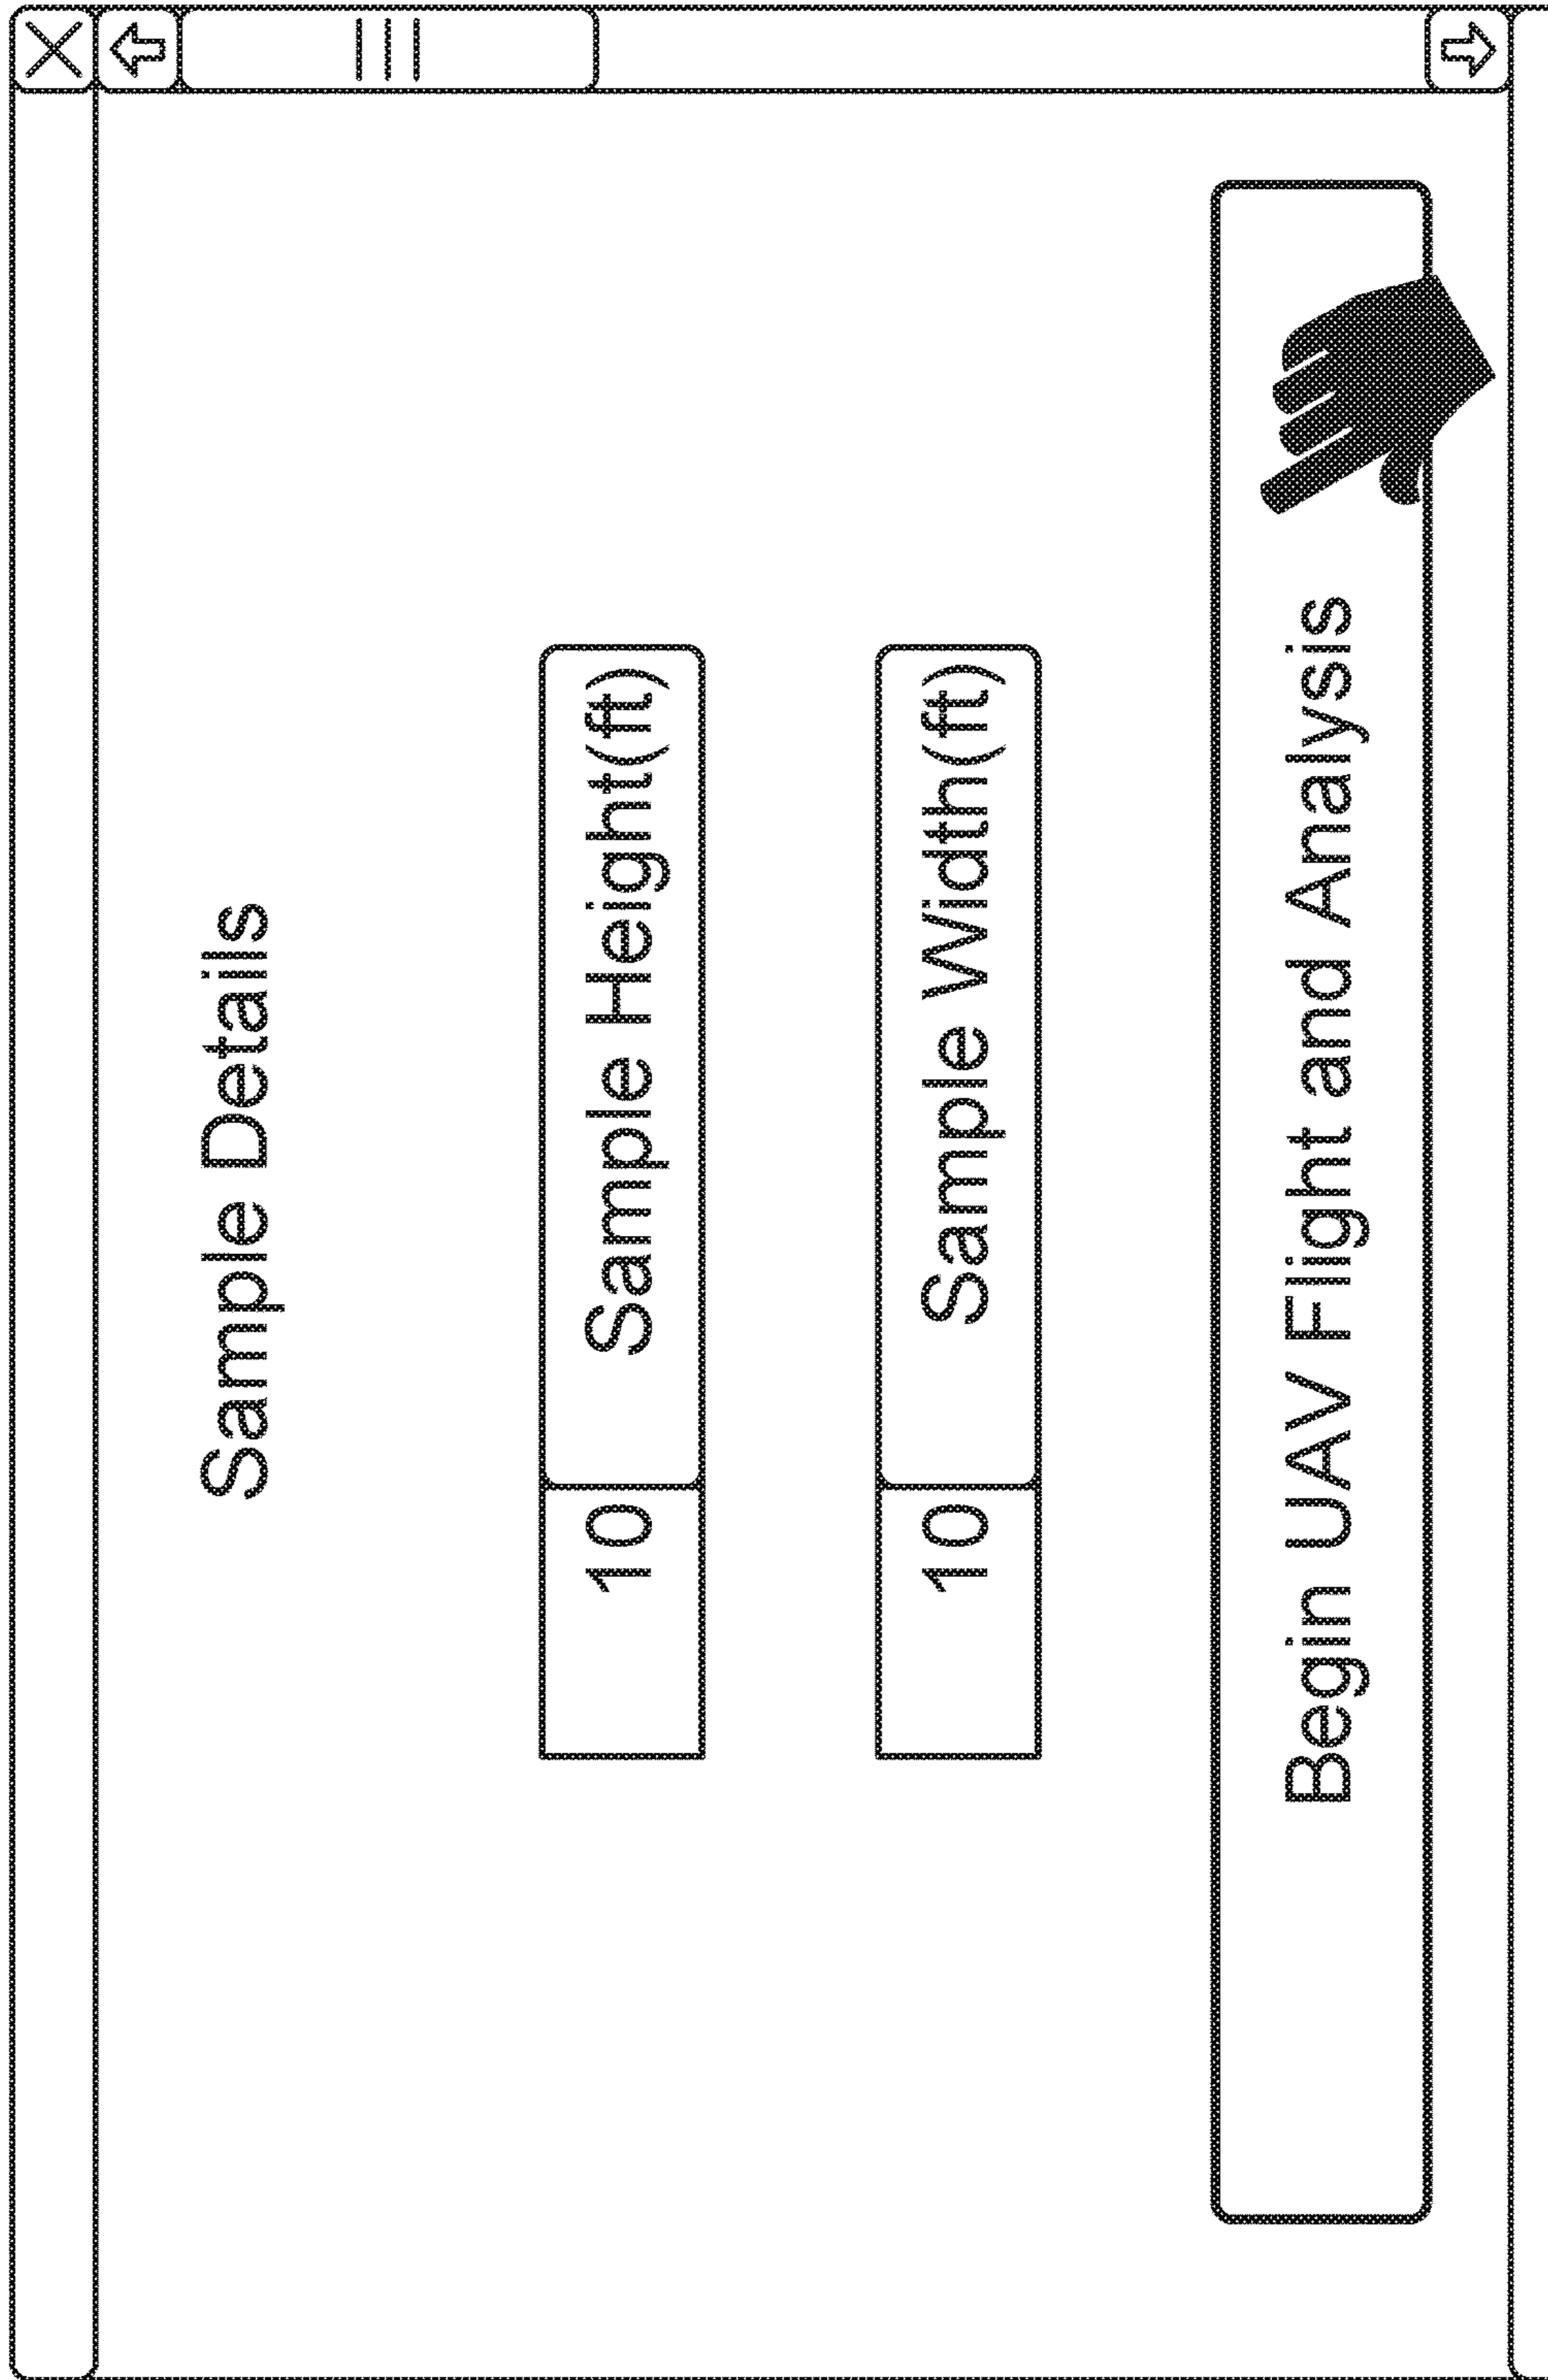 Sample Details
10 Sample Height(ft)
10 Sample Width(ft)
Begin UAV Flight and Analysis